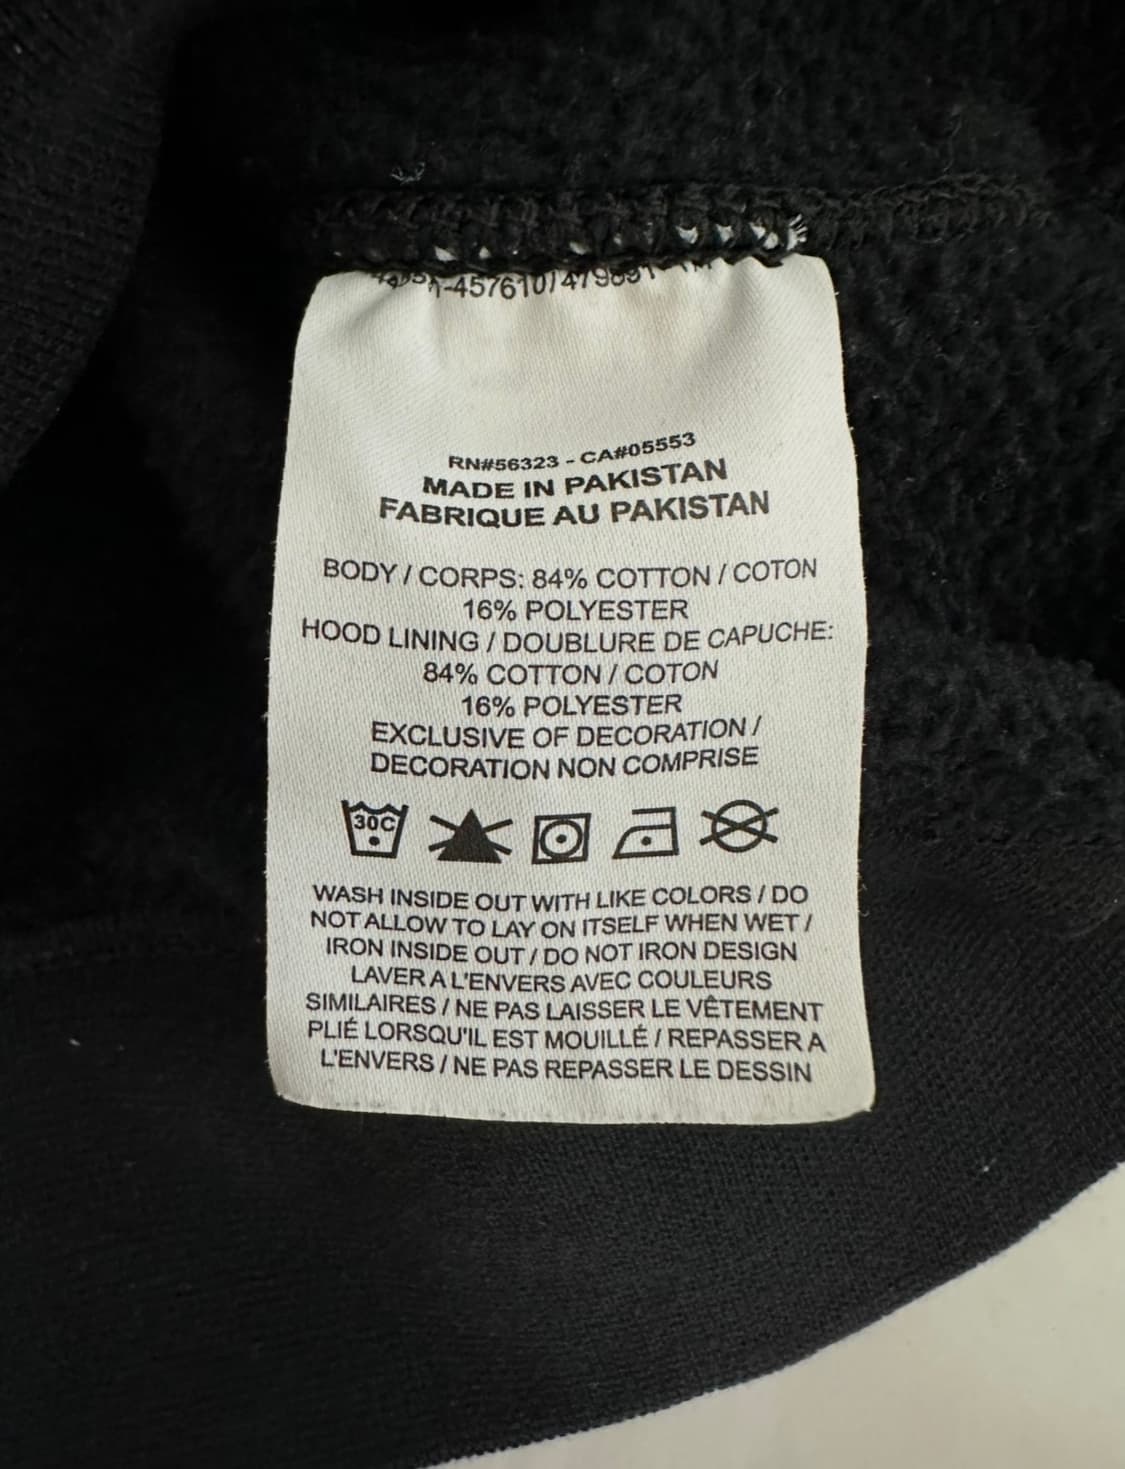 1-457610/479891
RN#56323 - CA#05553
MADE IN PAKISTAN
FABRIQUE AU PAKISTAN
BODY / CORPS: 84% COTTON / COTON
16% POLYESTER
HOOD LINING / DOUBLURE DE CAPUCHE:
84% COTTON / COTON
16% POLYESTER
EXCLUSIVE OF DECORATION /
DECORATION NON COMPRISE
30C
WASH INSIDE OUT WITH LIKE COLORS / DO
NOT ALLOW TO LAY ON ITSELF WHEN WET /
IRON INSIDE OUT / DO NOT IRON DESIGN
LAVER A L'ENVERS AVEC COULEURS
SIMILAIRES / NE PAS LAISSER LE VÊTEMENT
PLIÉ LORSQU'IL EST MOUILLÉ / REPASSER A
L'ENVERS / NE PAS REPASSER LE DESSIN